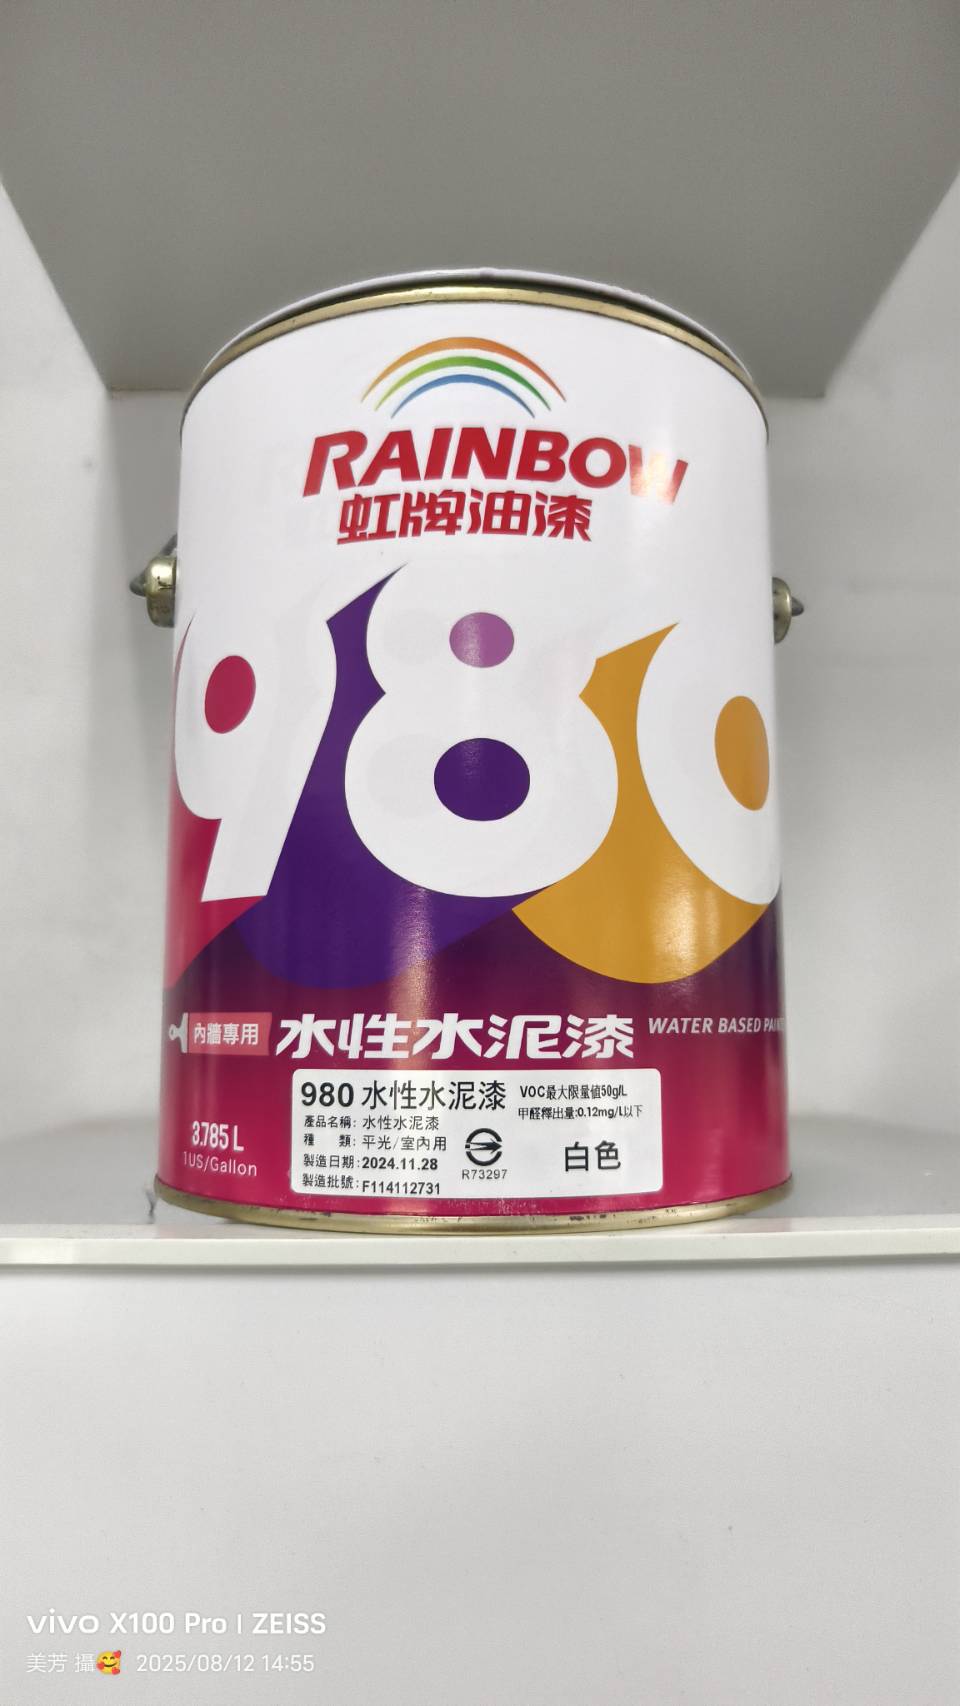 RAINBOW
虹牌油漆
980
內牆專用 水性水泥漆 WATER BASED PAINT
3.785 L
1US/Gallon
980 水性水泥漆 VOC最大限量值50g/L
甲醛釋出量:0.12mg/L以下
產品名稱: 水性水泥漆
種 類: 平光/室內用
製造日期: 2024.11.28
製造批號: F114112731
R73297
白色
vivo X100 Pro | ZEISS
美芳 攝🥰 2025/08/12 14:55